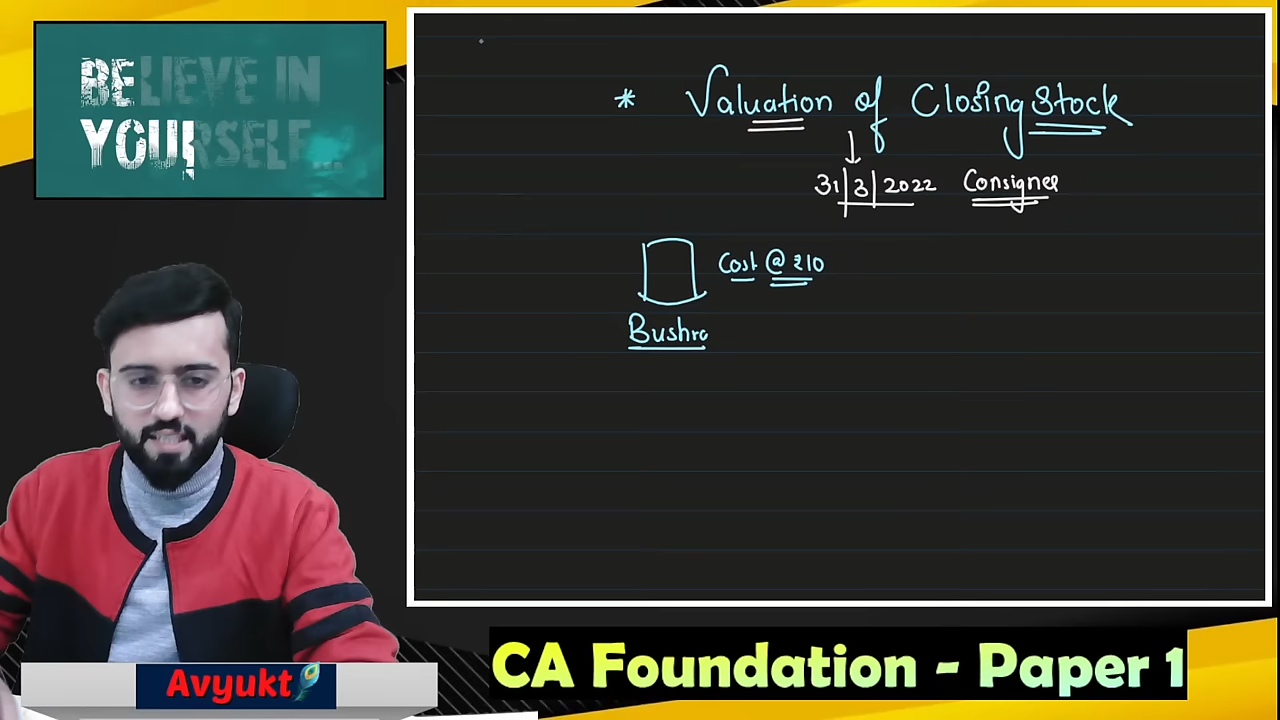 BELIEVE IN
YOURSELF...
* Valuation of Closing Stock
31|3|2022 Consignee
Cost @ ₹10
Bushra
Avyukt
CA Foundation - Paper 1